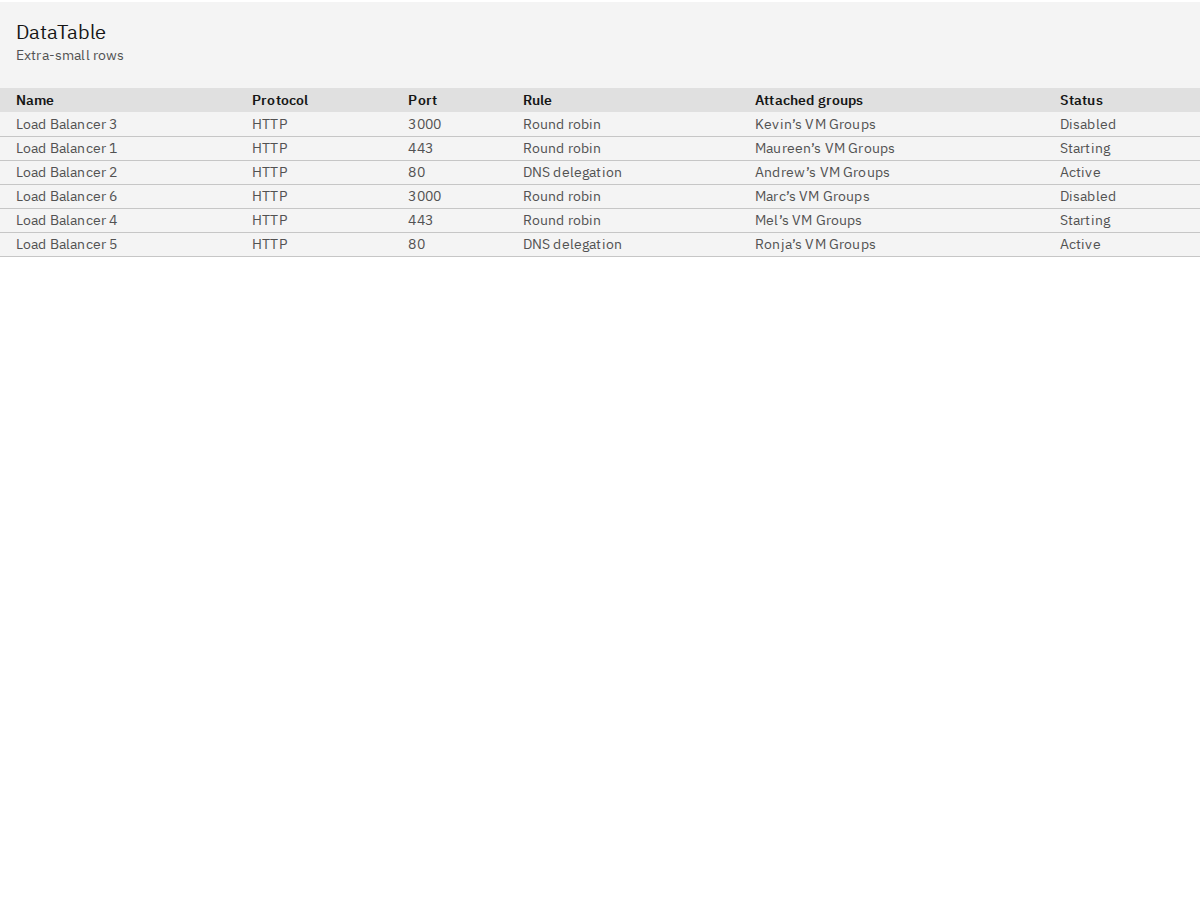 DataTable
Extra-small rows
Name Protocol Port Rule Attached groups Status
Load Balancer 3 HTTP 3000 Round robin Kevin’s VM Groups Disabled
Load Balancer 1 HTTP 443 Round robin Maureen’s VM Groups Starting
Load Balancer 2 HTTP 80 DNS delegation Andrew’s VM Groups Active
Load Balancer 6 HTTP 3000 Round robin Marc’s VM Groups Disabled
Load Balancer 4 HTTP 443 Round robin Mel’s VM Groups Starting
Load Balancer 5 HTTP 80 DNS delegation Ronja’s VM Groups Active